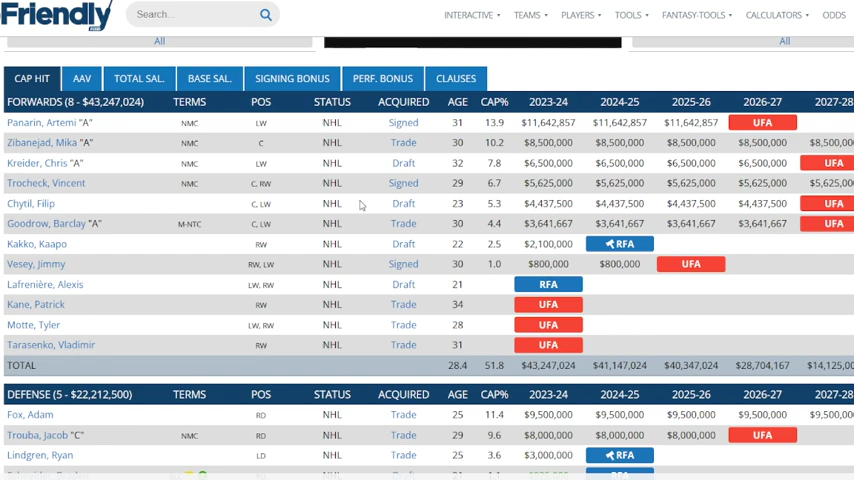 Friendly
Search...
INTERACTIVE TEAMS PLAYERS TOOLS FANTASY-TOOLS CALCULATORS ODDS
All All
CAP HIT AAV TOTAL SAL. BASE SAL. SIGNING BONUS PERF. BONUS CLAUSES
FORWARDS (8 - $43,247,024) TERMS POS STATUS ACQUIRED AGE CAP% 2023-24 2024-25 2025-26 2026-27 2027-28
Panarin, Artemi "A" NMC LW NHL Signed 31 13.9 $11,642,857 $11,642,857 $11,642,857 UFA
Zibanejad, Mika "A" NMC C NHL Trade 30 10.2 $8,500,000 $8,500,000 $8,500,000 $8,500,000 $8,500,00
Kreider, Chris "A" NMC LW NHL Draft 32 7.8 $6,500,000 $6,500,000 $6,500,000 $6,500,000 UFA
Trocheck, Vincent NMC C, RW NHL Signed 29 6.7 $5,625,000 $5,625,000 $5,625,000 $5,625,000 $5,625,00
Chytil, Filip C, LW NHL Draft 23 5.3 $4,437,500 $4,437,500 $4,437,500 $4,437,500 UFA
Goodrow, Barclay "A" M-NTC C, LW NHL Trade 30 4.4 $3,641,667 $3,641,667 $3,641,667 $3,641,667 UFA
Kakko, Kaapo RW NHL Draft 22 2.5 $2,100,000 RFA
Vesey, Jimmy RW, LW NHL Signed 30 1.0 $800,000 $800,000 UFA
Lafrenière, Alexis LW, RW NHL Draft 21 RFA
Kane, Patrick RW NHL Trade 34 UFA
Motte, Tyler LW, RW NHL Trade 28 UFA
Tarasenko, Vladimir RW NHL Trade 31 UFA
TOTAL 28.4 51.8 $43,247,024 $41,147,024 $40,347,024 $28,704,167 $14,125,00
DEFENSE (5 - $22,212,500) TERMS POS STATUS ACQUIRED AGE CAP% 2023-24 2024-25 2025-26 2026-27 2027-28
Fox, Adam RD NHL Trade 25 11.4 $9,500,000 $9,500,000 $9,500,000 $9,500,000 $9,500,00
Trouba, Jacob "C" NMC RD NHL Trade 29 9.6 $8,000,000 $8,000,000 $8,000,000 UFA
Lindgren, Ryan LD NHL Trade 25 3.6 $3,000,000 RFA